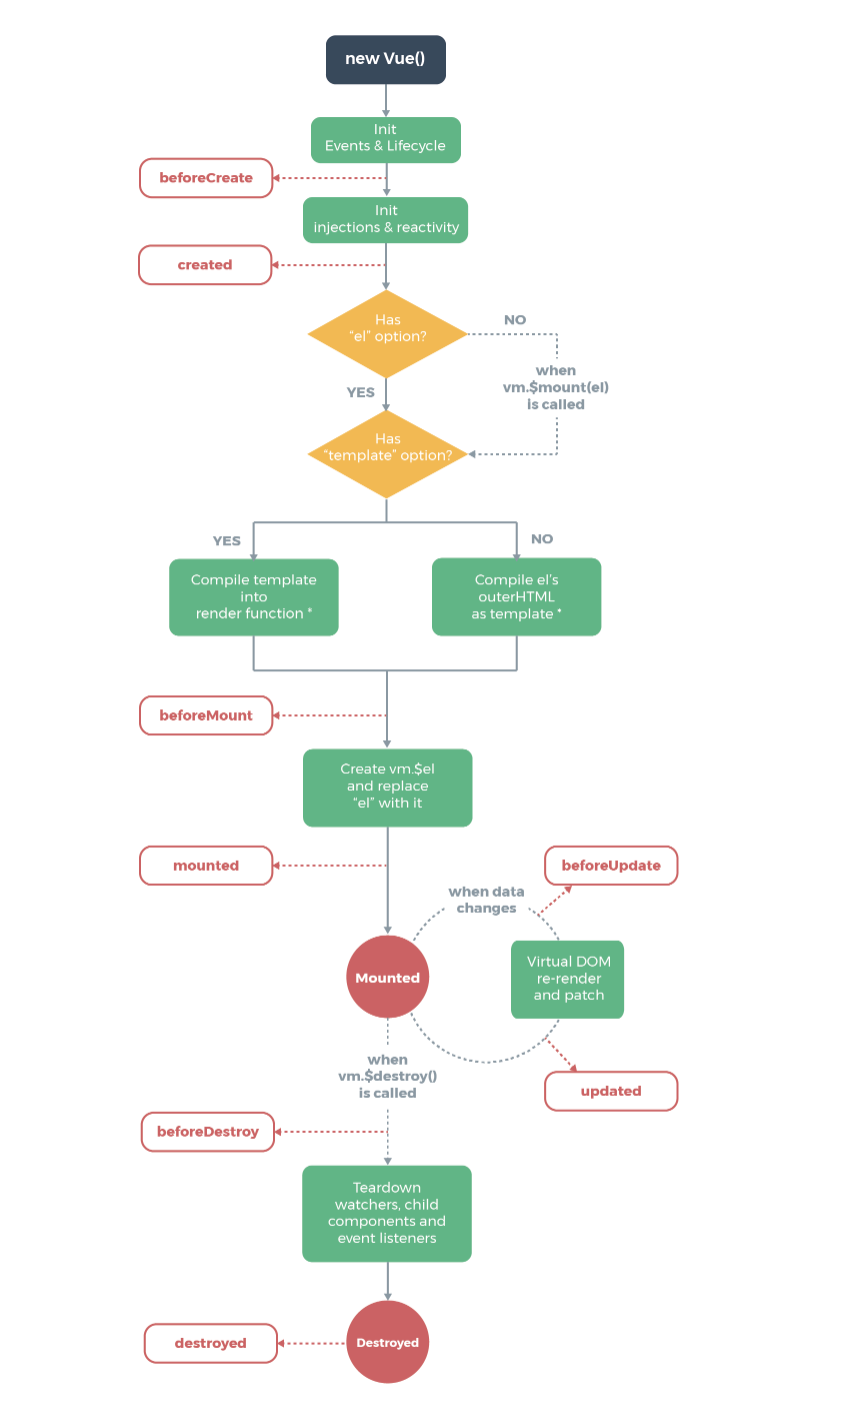 new Vue()
Init
Events & Lifecycle
beforeCreate
Init
injections & reactivity
created
Has
"el" option?
NO
when
vm.$mount(el)
is called
YES
Has
"template" option?
YES
NO
Compile template
into
render function *
Compile el's
outerHTML
as template *
beforeMount
Create vm.$el
and replace
"el" with it
mounted
beforeUpdate
when data
changes
Mounted
Virtual DOM
re-render
and patch
when
vm.$destroy()
is called
updated
beforeDestroy
Teardown
watchers, child
components and
event listeners
destroyed
Destroyed